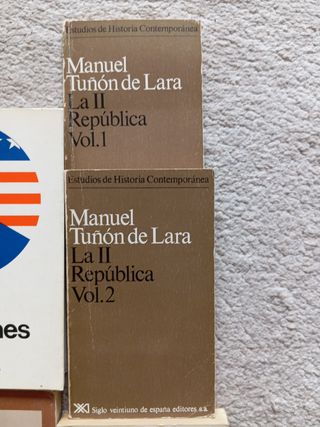 Estudios de Historia Contemporánea
Manuel
Tuñón de Lara
La II
República
Vol.1
Estudios de Historia Contemporánea
Manuel
Tuñón de Lara
La II
República
Vol.2
Siglo veintiuno de españa editores s.a.
nes